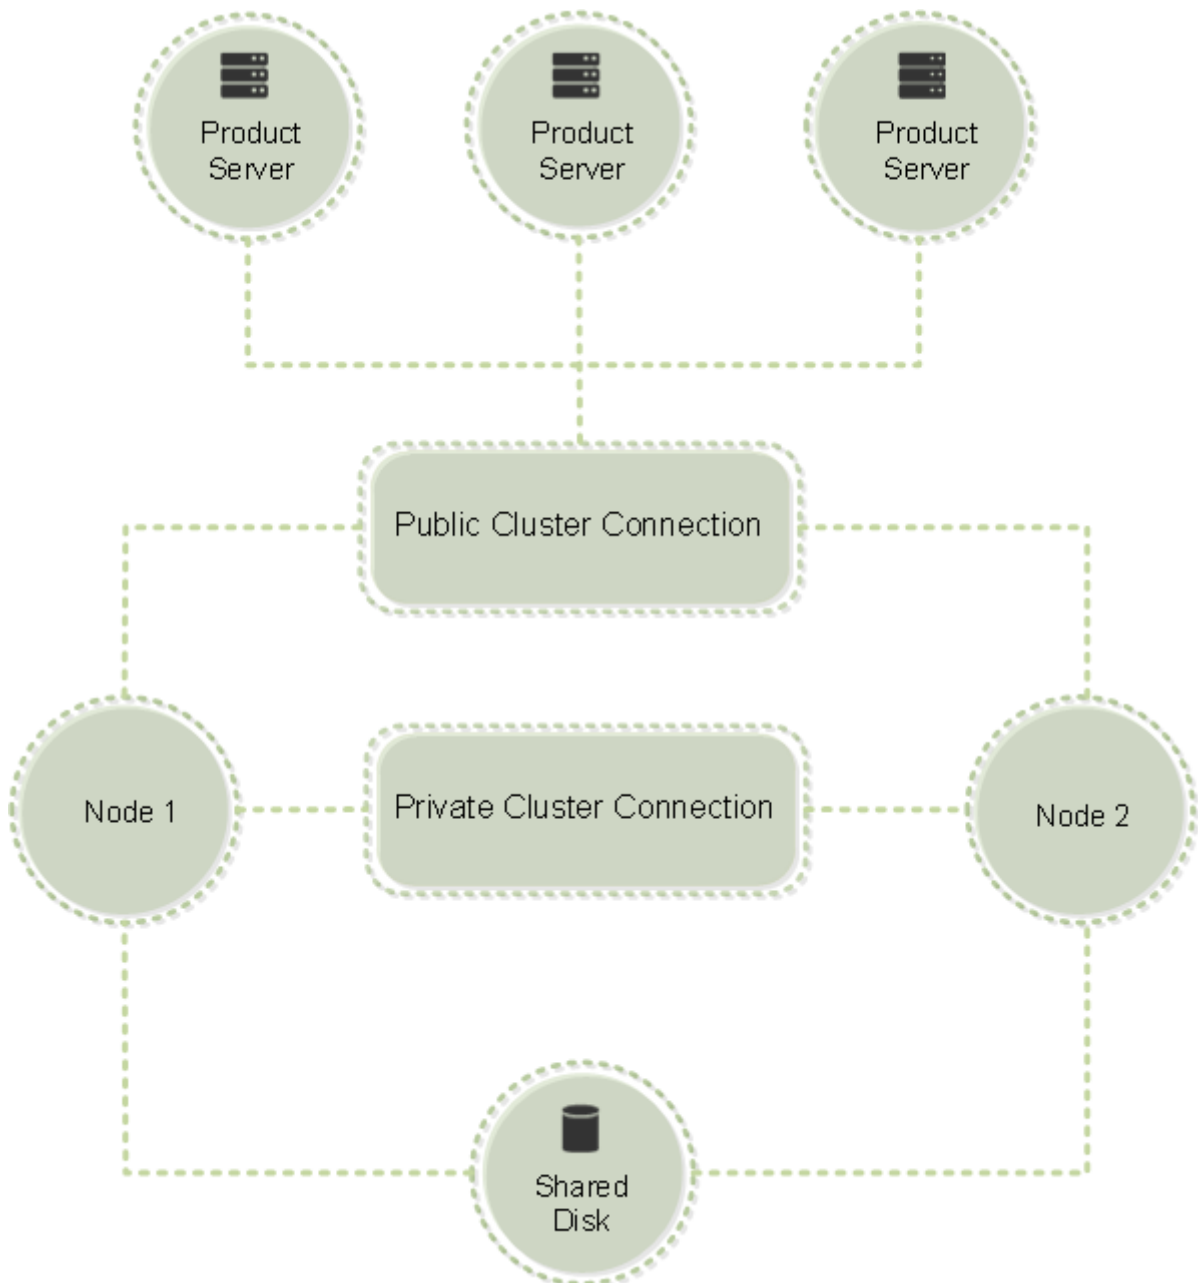 Product
Server
Product
Server
Product
Server
Public Cluster Connection
Node 1
Private Cluster Connection
Node 2
Shared
Disk